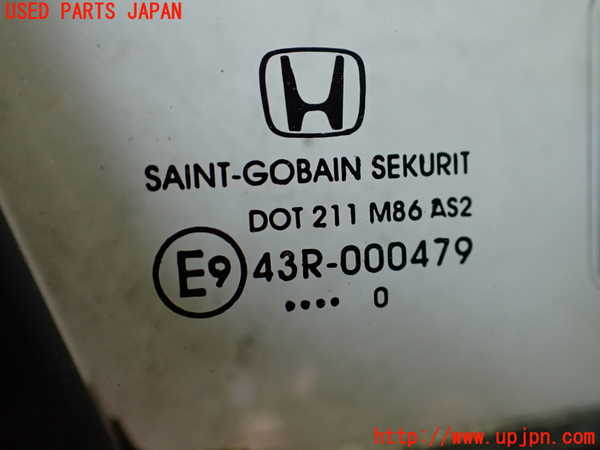 USED PARTS JAPAN
SAINT-GOBAIN SEKURIT
DOT 211 M86 AS2
E9 43R-000479
•••• 0
http://www.upjpn.com/